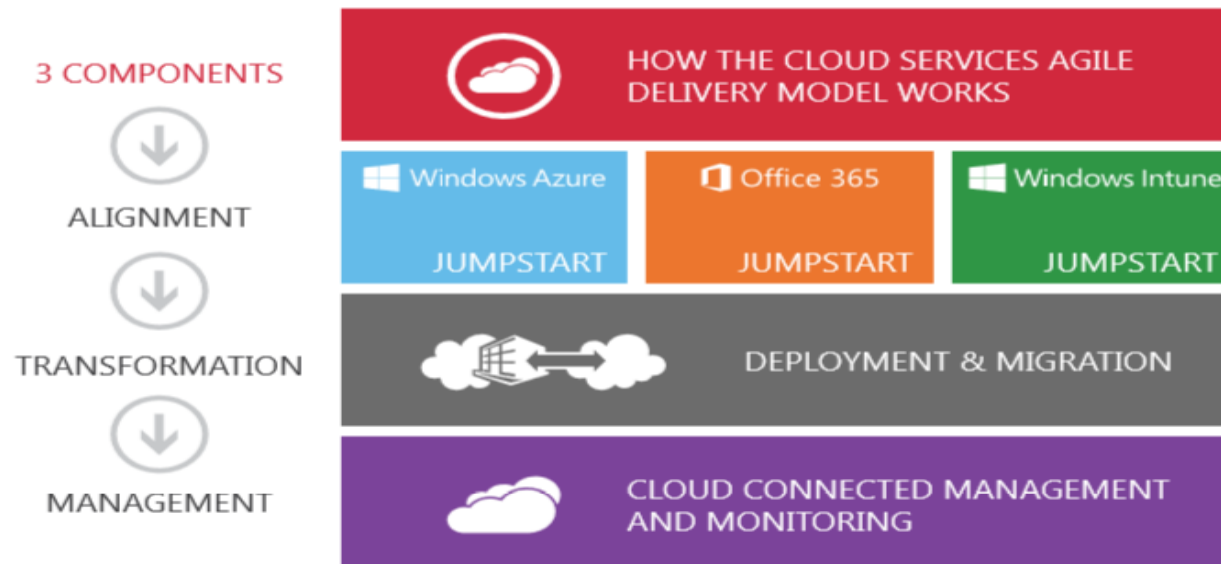 3 COMPONENTS
HOW THE CLOUD SERVICES AGILE
DELIVERY MODEL WORKS
ALIGNMENT
Windows Azure
JUMPSTART
Office 365
JUMPSTART
Windows Intune
JUMPSTART
TRANSFORMATION
DEPLOYMENT & MIGRATION
MANAGEMENT
CLOUD CONNECTED MANAGEMENT
AND MONITORING